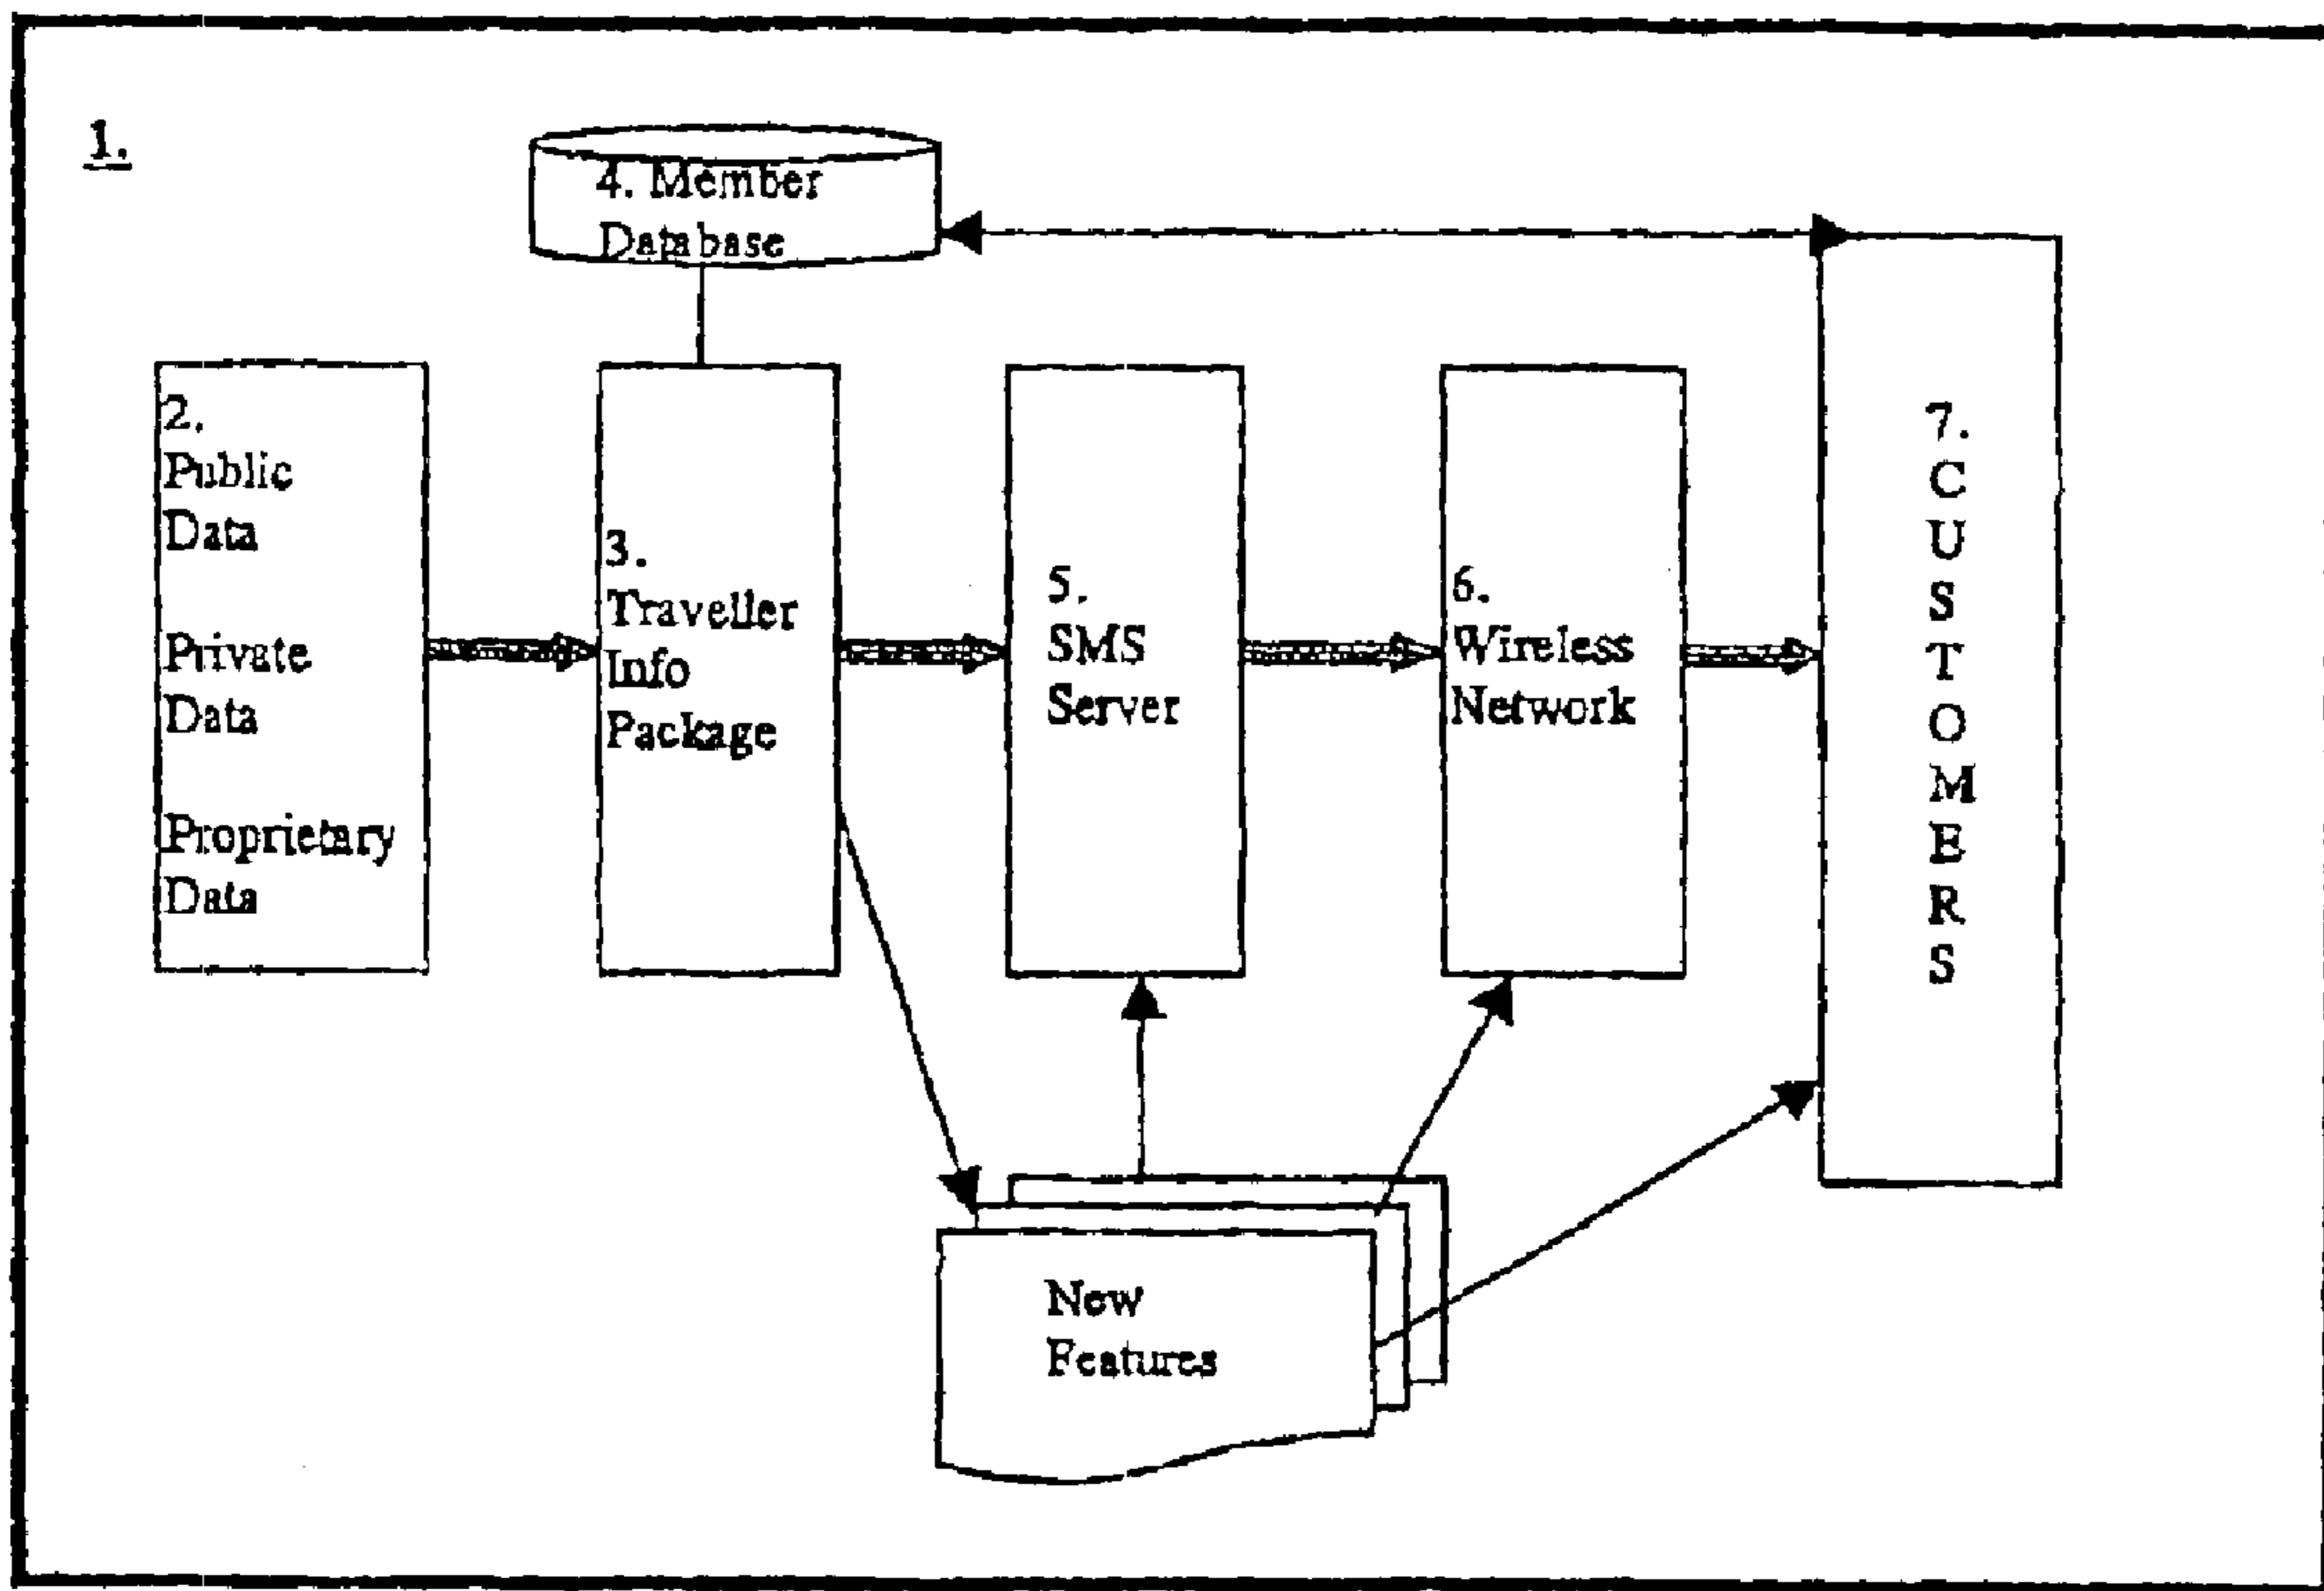 1.
4. Member
Database
2.
Public
Data
Private
Data
Proprietary
Data
3.
Traveller
Info
Package
5.
SMS
Server
6.
Wireless
Network
7.
C
U
S
T
O
M
E
R
S
New
Features